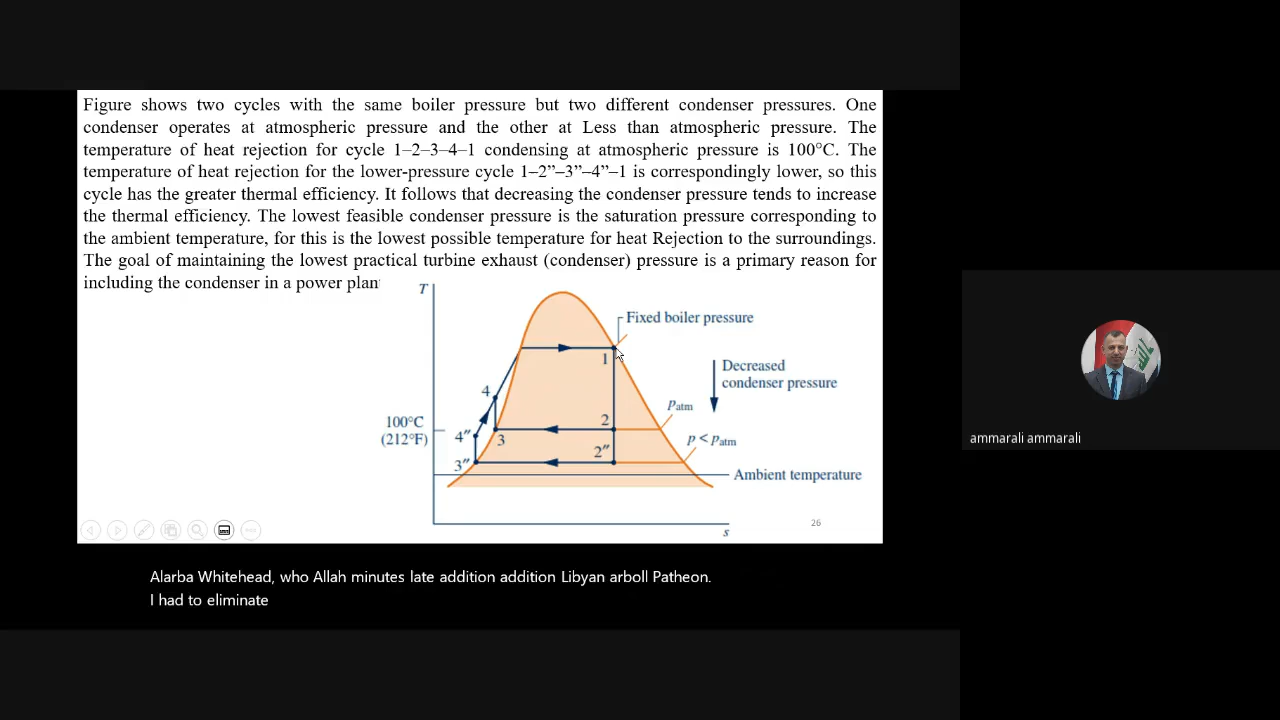 Figure shows two cycles with the same boiler pressure but two different condenser pressures. One
condenser operates at atmospheric pressure and the other at Less than atmospheric pressure. The
temperature of heat rejection for cycle 1–2–3–4–1 condensing at atmospheric pressure is 100°C. The
temperature of heat rejection for the lower-pressure cycle 1–2”–3”–4”–1 is correspondingly lower, so this
cycle has the greater thermal efficiency. It follows that decreasing the condenser pressure tends to increase
the thermal efficiency. The lowest feasible condenser pressure is the saturation pressure corresponding to
the ambient temperature, for this is the lowest possible temperature for heat Rejection to the surroundings.
The goal of maintaining the lowest practical turbine exhaust (condenser) pressure is a primary reason for
including the condenser in a power plan
T
Fixed boiler pressure
1
Decreased
condenser pressure
4
Patm
100°C
(212°F)
2
4″
3
p < Patm
2″
3″
Ambient temperature
s
26
ammarali ammarali
Alarba Whitehead, who Allah minutes late addition addition Libyan arboll Patheon.
I had to eliminate